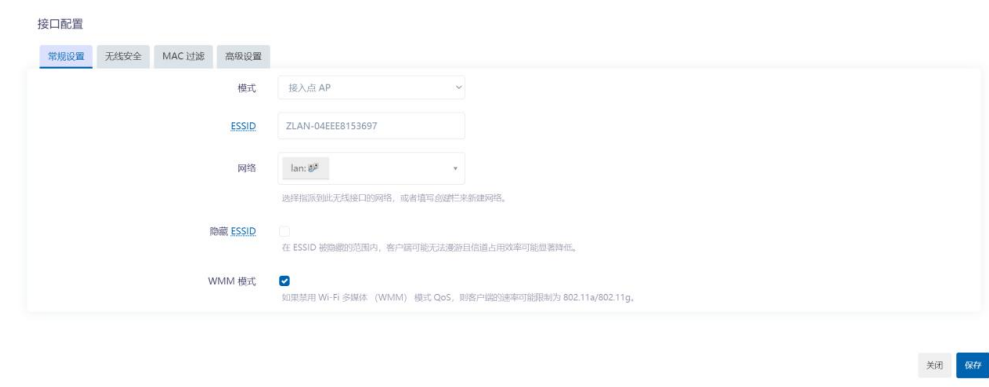 接口配置
常规设置 无线安全 MAC 过滤 高级设置
模式 接入点 AP
ESSID ZLAN-04EEE8153697
网络 lan:
选择指派到此无线接口的网络，或者填写创建栏来新建网络。
隐藏 ESSID
在 ESSID 被隐藏的范围内，客户端可能无法漫游且信道占用效率可能显著降低。
WMM 模式
如果禁用 Wi-Fi 多媒体 （WMM） 模式 QoS，则客户端的速率可能限制为 802.11a/802.11g。
关闭 保存